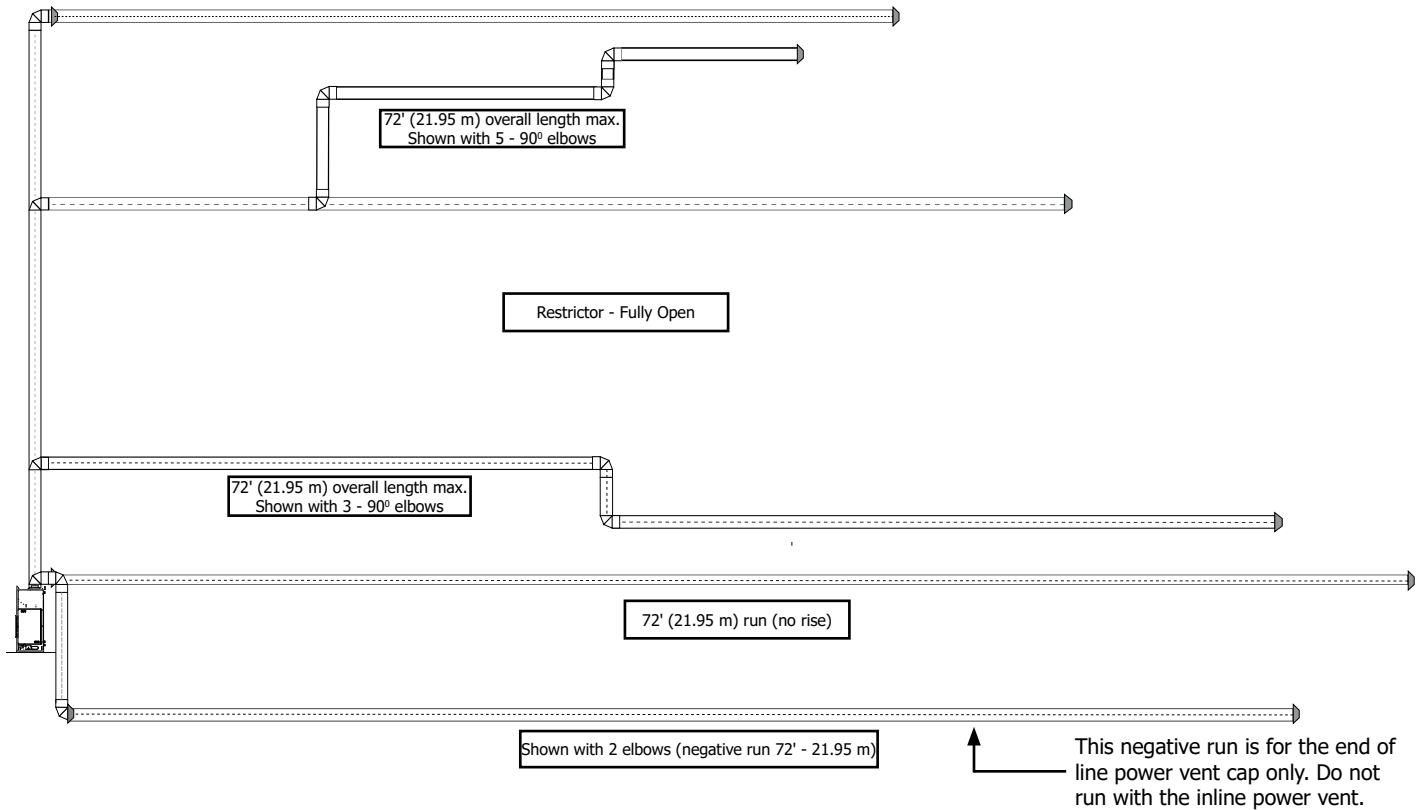 72' (21.95 m) overall length max.
Shown with 5 - 90⁰ elbows
Restrictor - Fully Open
72' (21.95 m) overall length max.
Shown with 3 - 90⁰ elbows
72' (21.95 m) run (no rise)
Shown with 2 elbows (negative run 72' - 21.95 m)
This negative run is for the end of
line power vent cap only. Do not
run with the inline power vent.